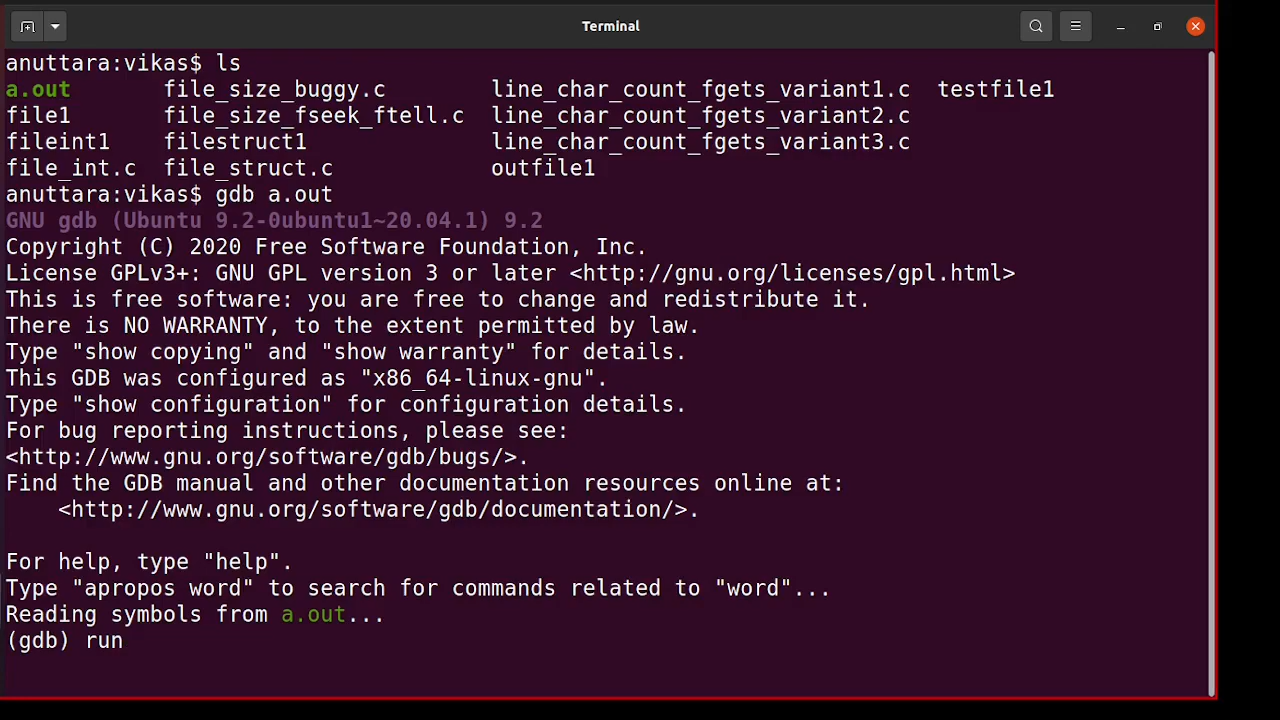 Terminal
anuttara:vikas$ ls
a.out       file_size_buggy.c        line_char_count_fgets_variant1.c  testfile1
file1       file_size_fseek_ftell.c  line_char_count_fgets_variant2.c
fileint1    filestruct1              line_char_count_fgets_variant3.c
file_int.c  file_struct.c            outfile1
anuttara:vikas$ gdb a.out
GNU gdb (Ubuntu 9.2-0ubuntu1~20.04.1) 9.2
Copyright (C) 2020 Free Software Foundation, Inc.
License GPLv3+: GNU GPL version 3 or later <http://gnu.org/licenses/gpl.html>
This is free software: you are free to change and redistribute it.
There is NO WARRANTY, to the extent permitted by law.
Type "show copying" and "show warranty" for details.
This GDB was configured as "x86_64-linux-gnu".
Type "show configuration" for configuration details.
For bug reporting instructions, please see:
<http://www.gnu.org/software/gdb/bugs/>.
Find the GDB manual and other documentation resources online at:
    <http://www.gnu.org/software/gdb/documentation/>.
For help, type "help".
Type "apropos word" to search for commands related to "word"...
Reading symbols from a.out...
(gdb) run